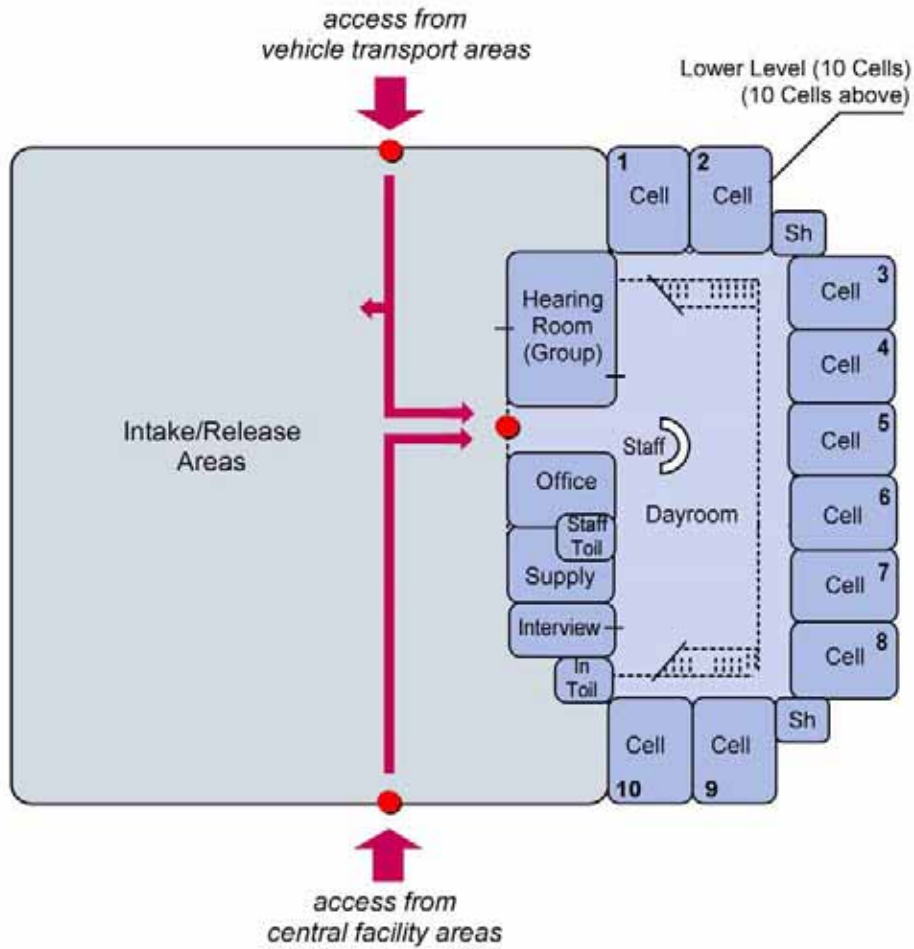 access from
vehicle transport areas
Lower Level (10 Cells)
(10 Cells above)
1
Cell
2
Cell
Sh
Cell 3
Hearing
Room
(Group)
Cell 4
Intake/Release
Areas
Staff
Cell 5
Office
Dayroom
Cell 6
Staff
Toil
Supply
Cell 7
Interview
Cell 8
In
Toil
Sh
Cell
10
Cell
9
access from
central facility areas